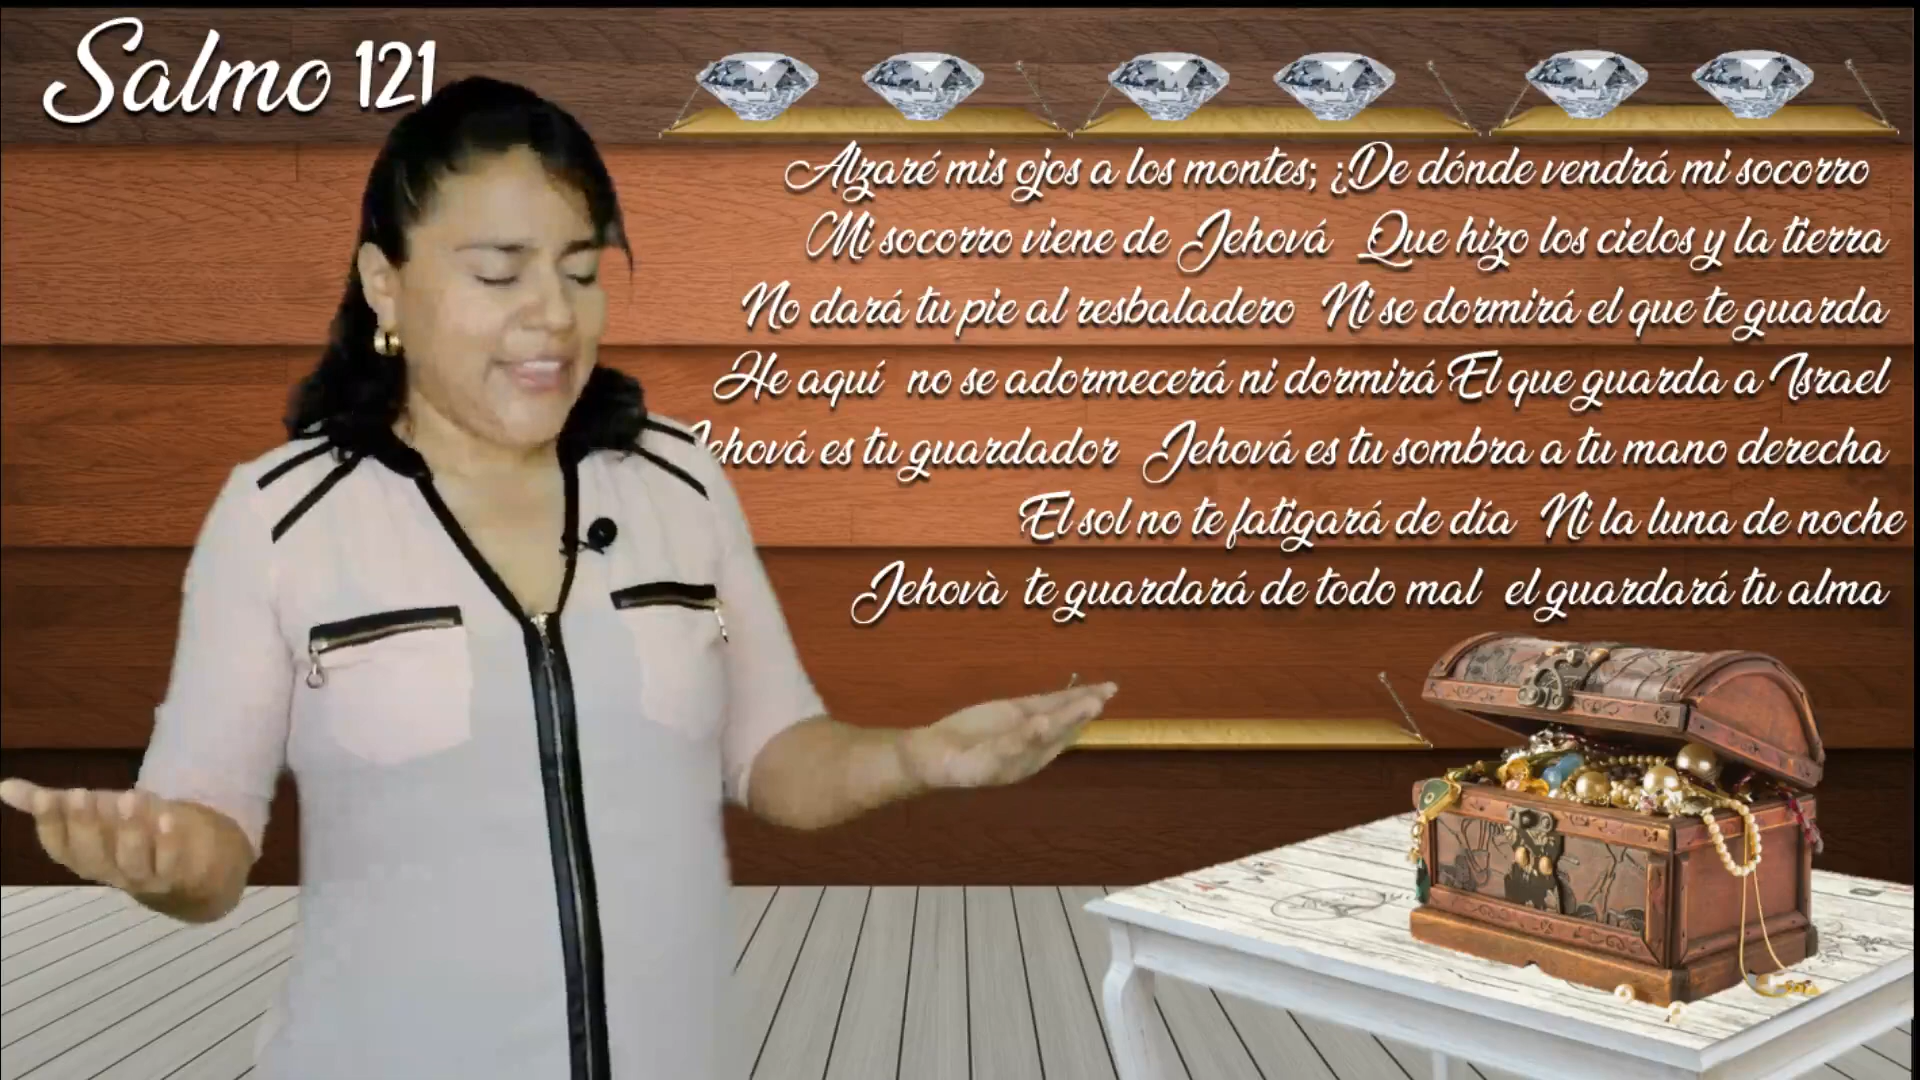 Salmo 121
Alzaré mis ojos a los montes; ¿De dónde vendrá mi socorro
Mi socorro viene de Jehová Que hizo los cielos y la tierra
No dará tu pie al resbaladero Ni se dormirá el que te guarda
He aquí no se adormecerá ni dormirá El que guarda a Israel
Jehová es tu guardador Jehová es tu sombra a tu mano derecha
El sol no te fatigará de día Ni la luna de noche
Jehovà te guardará de todo mal el guardará tu alma